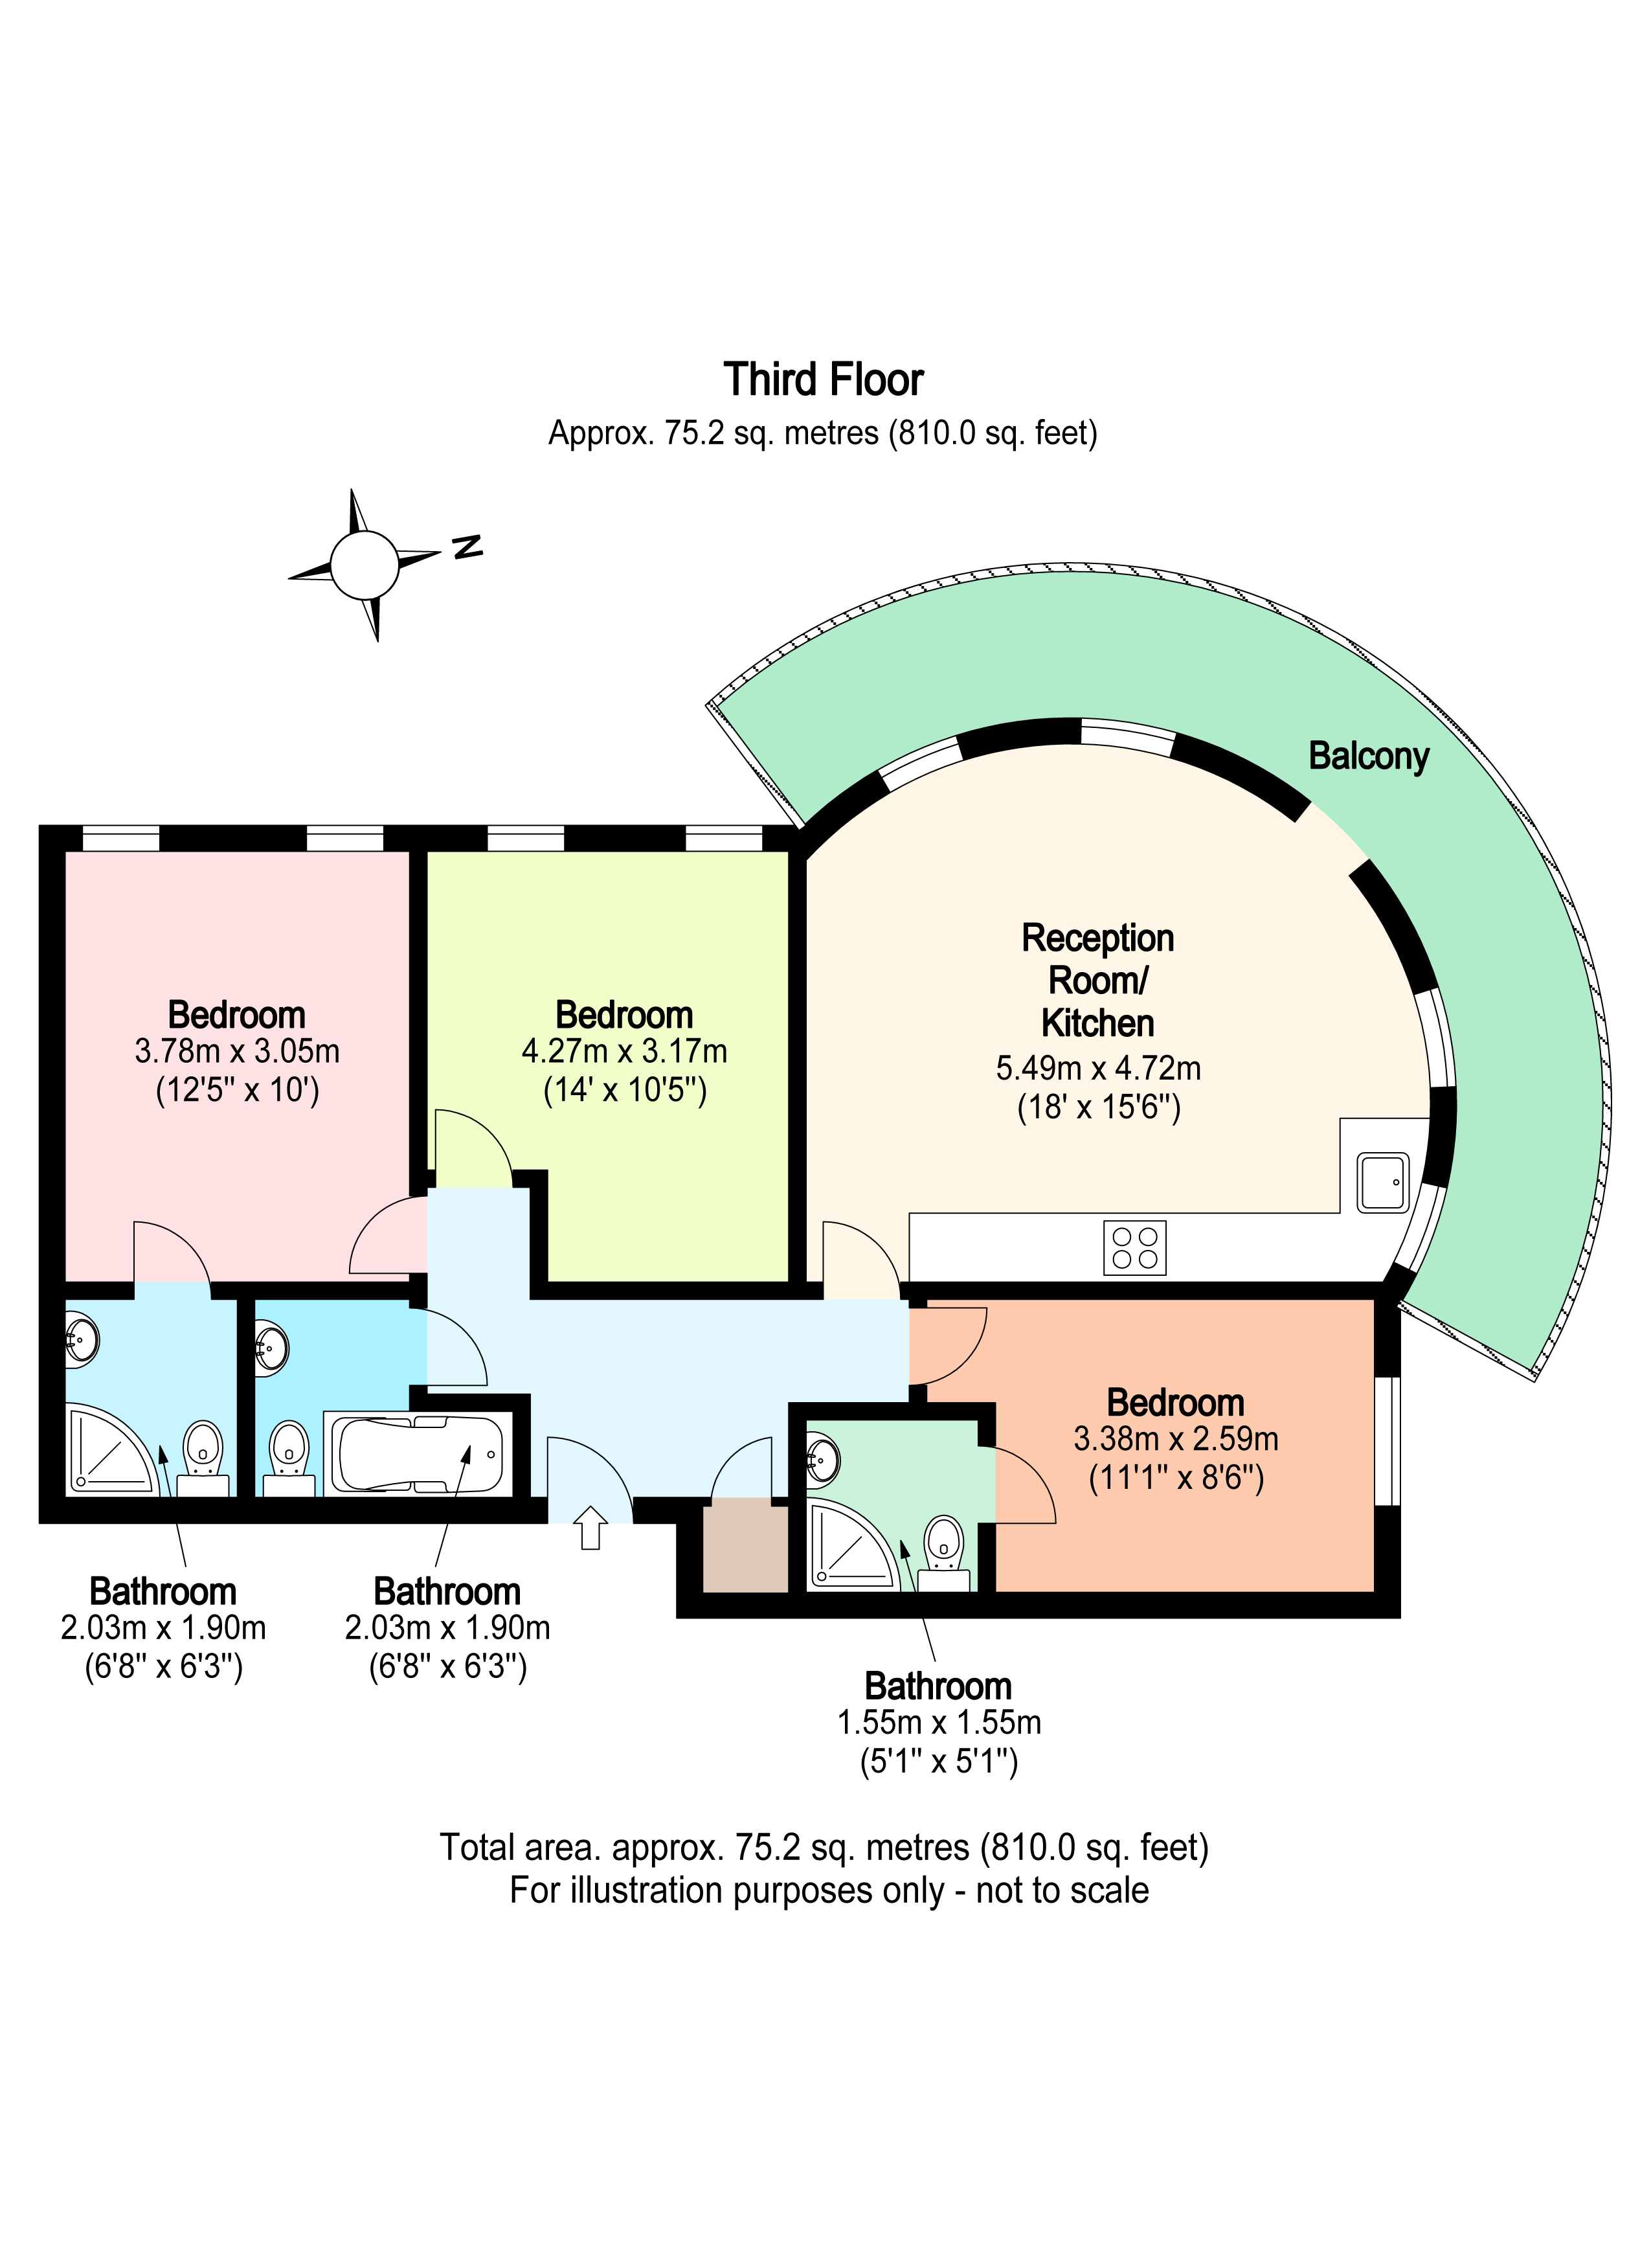 Third Floor
Approx. 75.2 sq. metres (810.0 sq. feet)
N
Balcony
Reception
Room/
Kitchen
5.49m x 4.72m
(18' x 15'6")
Bedroom
3.78m x 3.05m
(12'5" x 10')
Bedroom
4.27m x 3.17m
(14' x 10'5")
Bedroom
3.38m x 2.59m
(11'1" x 8'6")
Bathroom
2.03m x 1.90m
(6'8" x 6'3")
Bathroom
2.03m x 1.90m
(6'8" x 6'3")
Bathroom
1.55m x 1.55m
(5'1" x 5'1")
Total area. approx. 75.2 sq. metres (810.0 sq. feet)
For illustration purposes only - not to scale